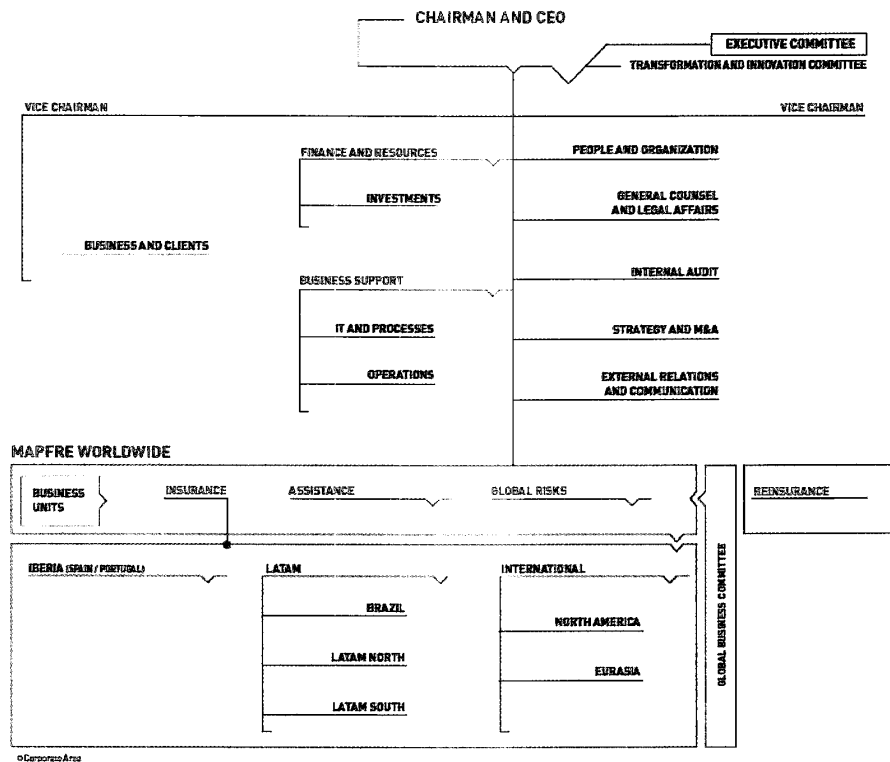 CHAIRMAN AND CEO
EXECUTIVE COMMITTEE
TRANSFORMATION AND INNOVATION COMMITTEE
VICE CHAIRMAN
VICE CHAIRMAN
FINANCE AND RESOURCES
PEOPLE AND ORGANIZATION
INVESTMENTS
GENERAL COUNSEL
AND LEGAL AFFAIRS
BUSINESS AND CLIENTS
INTERNAL AUDIT
BUSINESS SUPPORT
IT AND PROCESSES
STRATEGY AND M&A
OPERATIONS
EXTERNAL RELATIONS
AND COMMUNICATION
MAPFRE WORLDWIDE
BUSINESS
UNITS
INSURANCE
ASSISTANCE
GLOBAL RISKS
REINSURANCE
IBERIA (SPAIN / PORTUGAL)
LATAM
INTERNATIONAL
BRAZIL
NORTH AMERICA
LATAM NORTH
EURASIA
LATAM SOUTH
GLOBAL BUSINESS COMMITTEE
Corporate Area